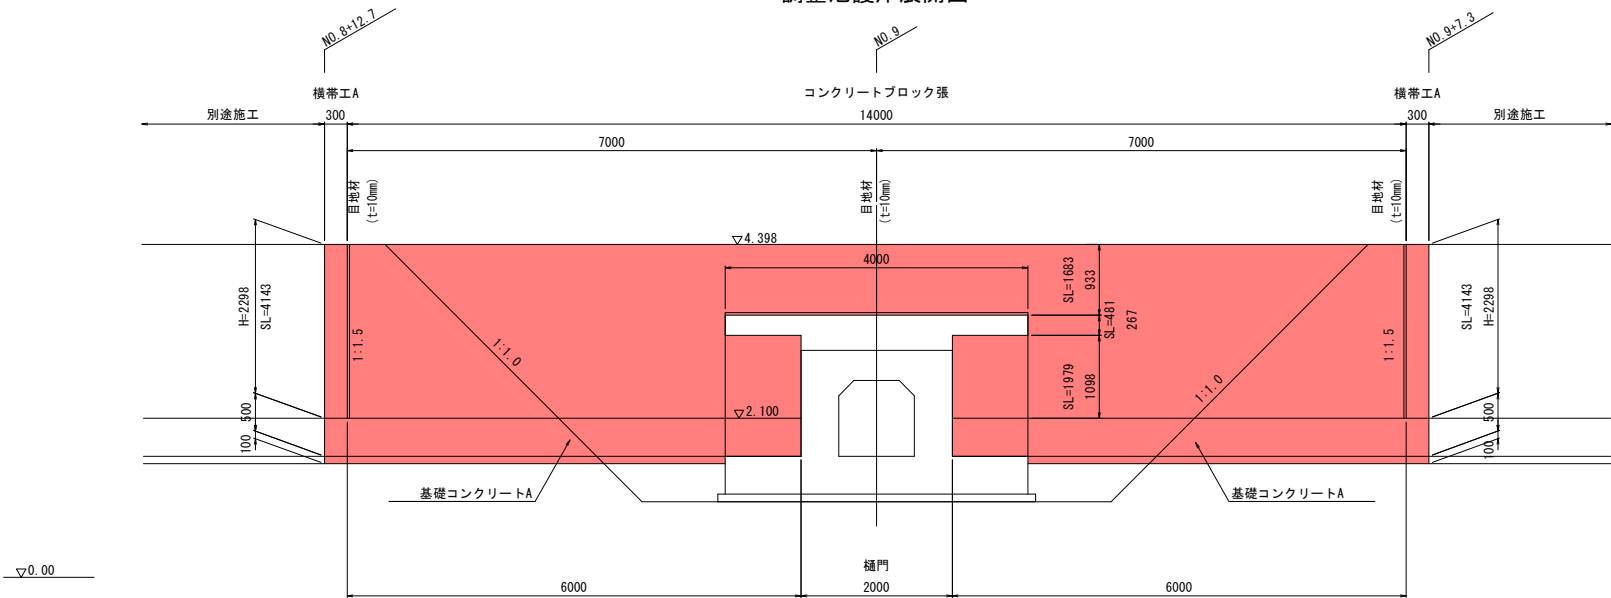 NO.8+12.7
NO.9
NO.9+7.3
横帯工A
コンクリートブロック張
横帯工A
別途施工
300
14000
300
別途施工
7000
7000
目地材
(t=10mm)
目地材
(t=10mm)
目地材
(t=10mm)
▽4.398
4000
SL=1683
933
SL=481
267
SL=1979
1098
H=2298
SL=4143
SL=4143
H=2298
1:1.5
1:1.0
1:1.0
1:1.5
▽2.100
500
100
500
100
基礎コンクリートA
基礎コンクリートA
樋門
▽0.00
6000
2000
6000